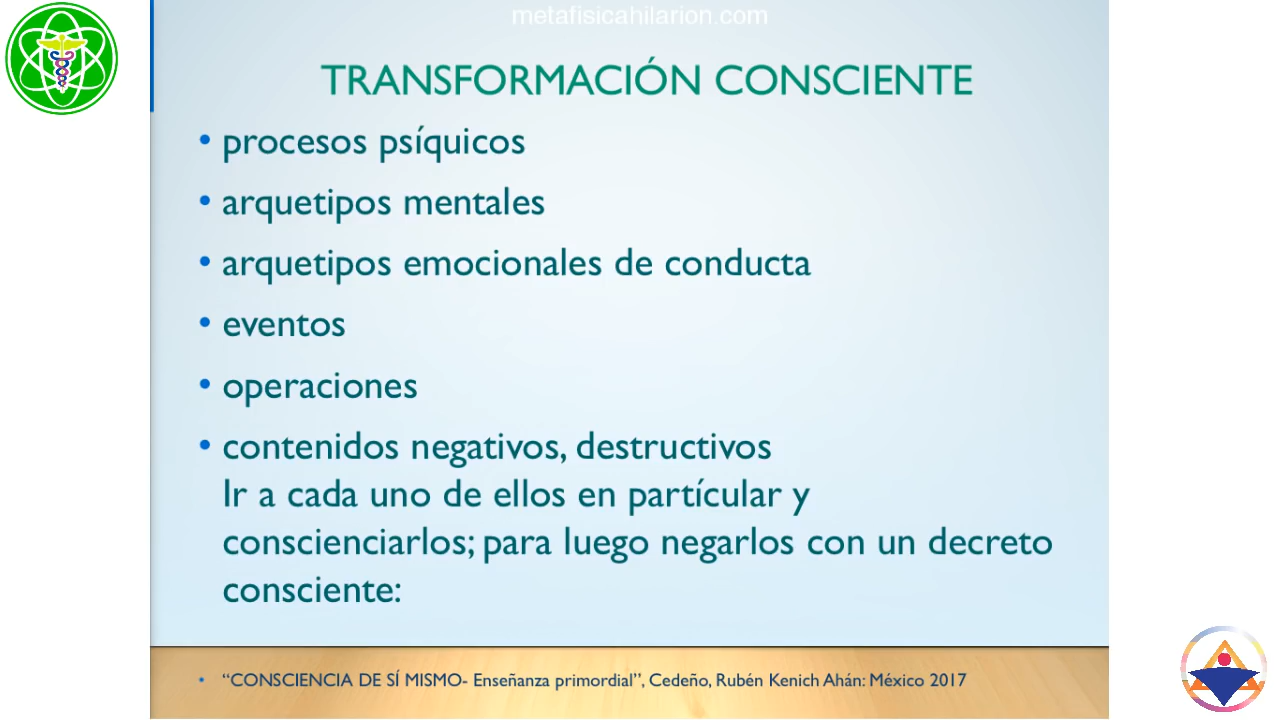 metafisicahilarion.com
TRANSFORMACIÓN CONSCIENTE
• procesos psíquicos
• arquetipos mentales
• arquetipos emocionales de conducta
• eventos
• operaciones
• contenidos negativos, destructivos
Ir a cada uno de ellos en partícular y
conscienciarlos; para luego negarlos con un decreto
consciente:
• “CONSCIENCIA DE SÍ MISMO- Enseñanza primordial”, Cedeño, Rubén Kenich Ahán: México 2017